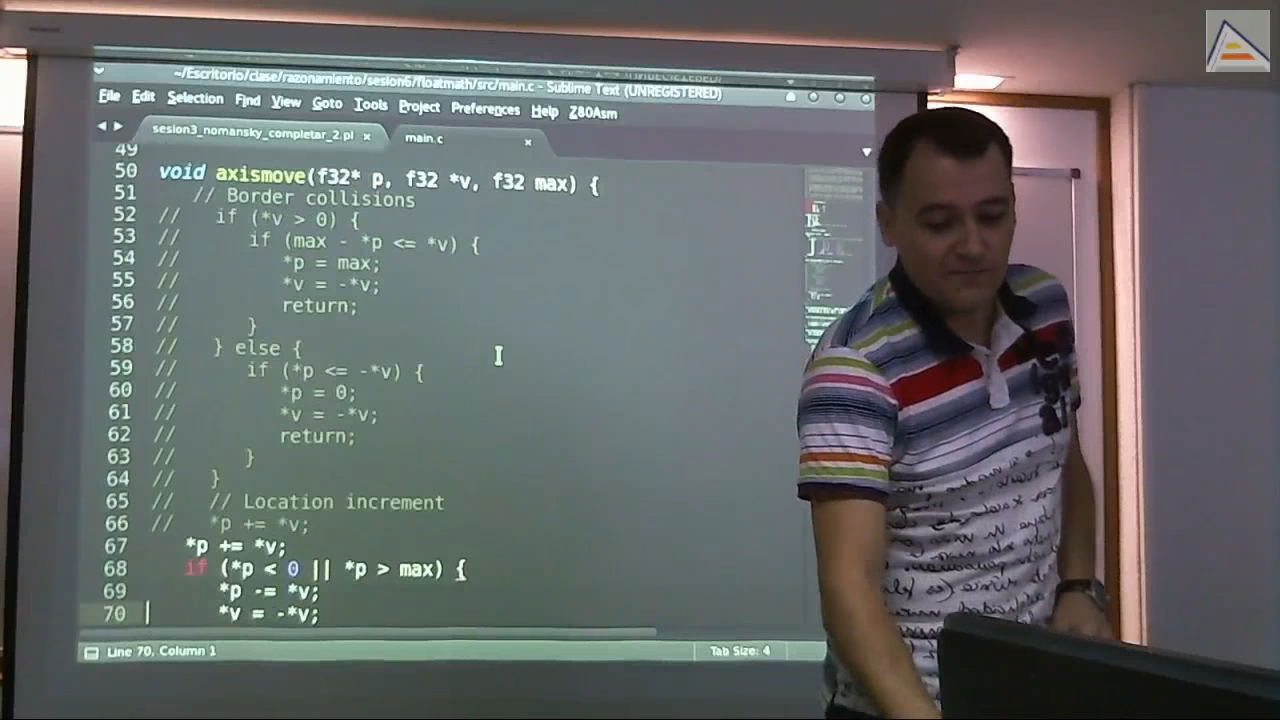 ~/Escritorio/clase/razonamiento/sesion6/floatmath/src/main.c - Sublime Text (UNREGISTERED)
File Edit Selection Find View Goto Tools Project Preferences Help Z80Asm
sesion3_nomansky_completar_2.pl × main.c ×
49
50 void axismove(f32* p, f32 *v, f32 max) {
51 // Border collisions
52 // if (*v > 0) {
53 // if (max - *p <= *v) {
54 // *p = max;
55 // *v = -*v;
56 // return;
57 // }
58 // } else {
59 // if (*p <= -*v) {
60 // *p = 0;
61 // *v = -*v;
62 // return;
63 // }
64 // }
65 // // Location increment
66 // *p += *v;
67 *p += *v;
68 if (*p < 0 || *p > max) {
69 *p -= *v;
70 *v = -*v;
Line 70, Column 1 Tab Size: 4